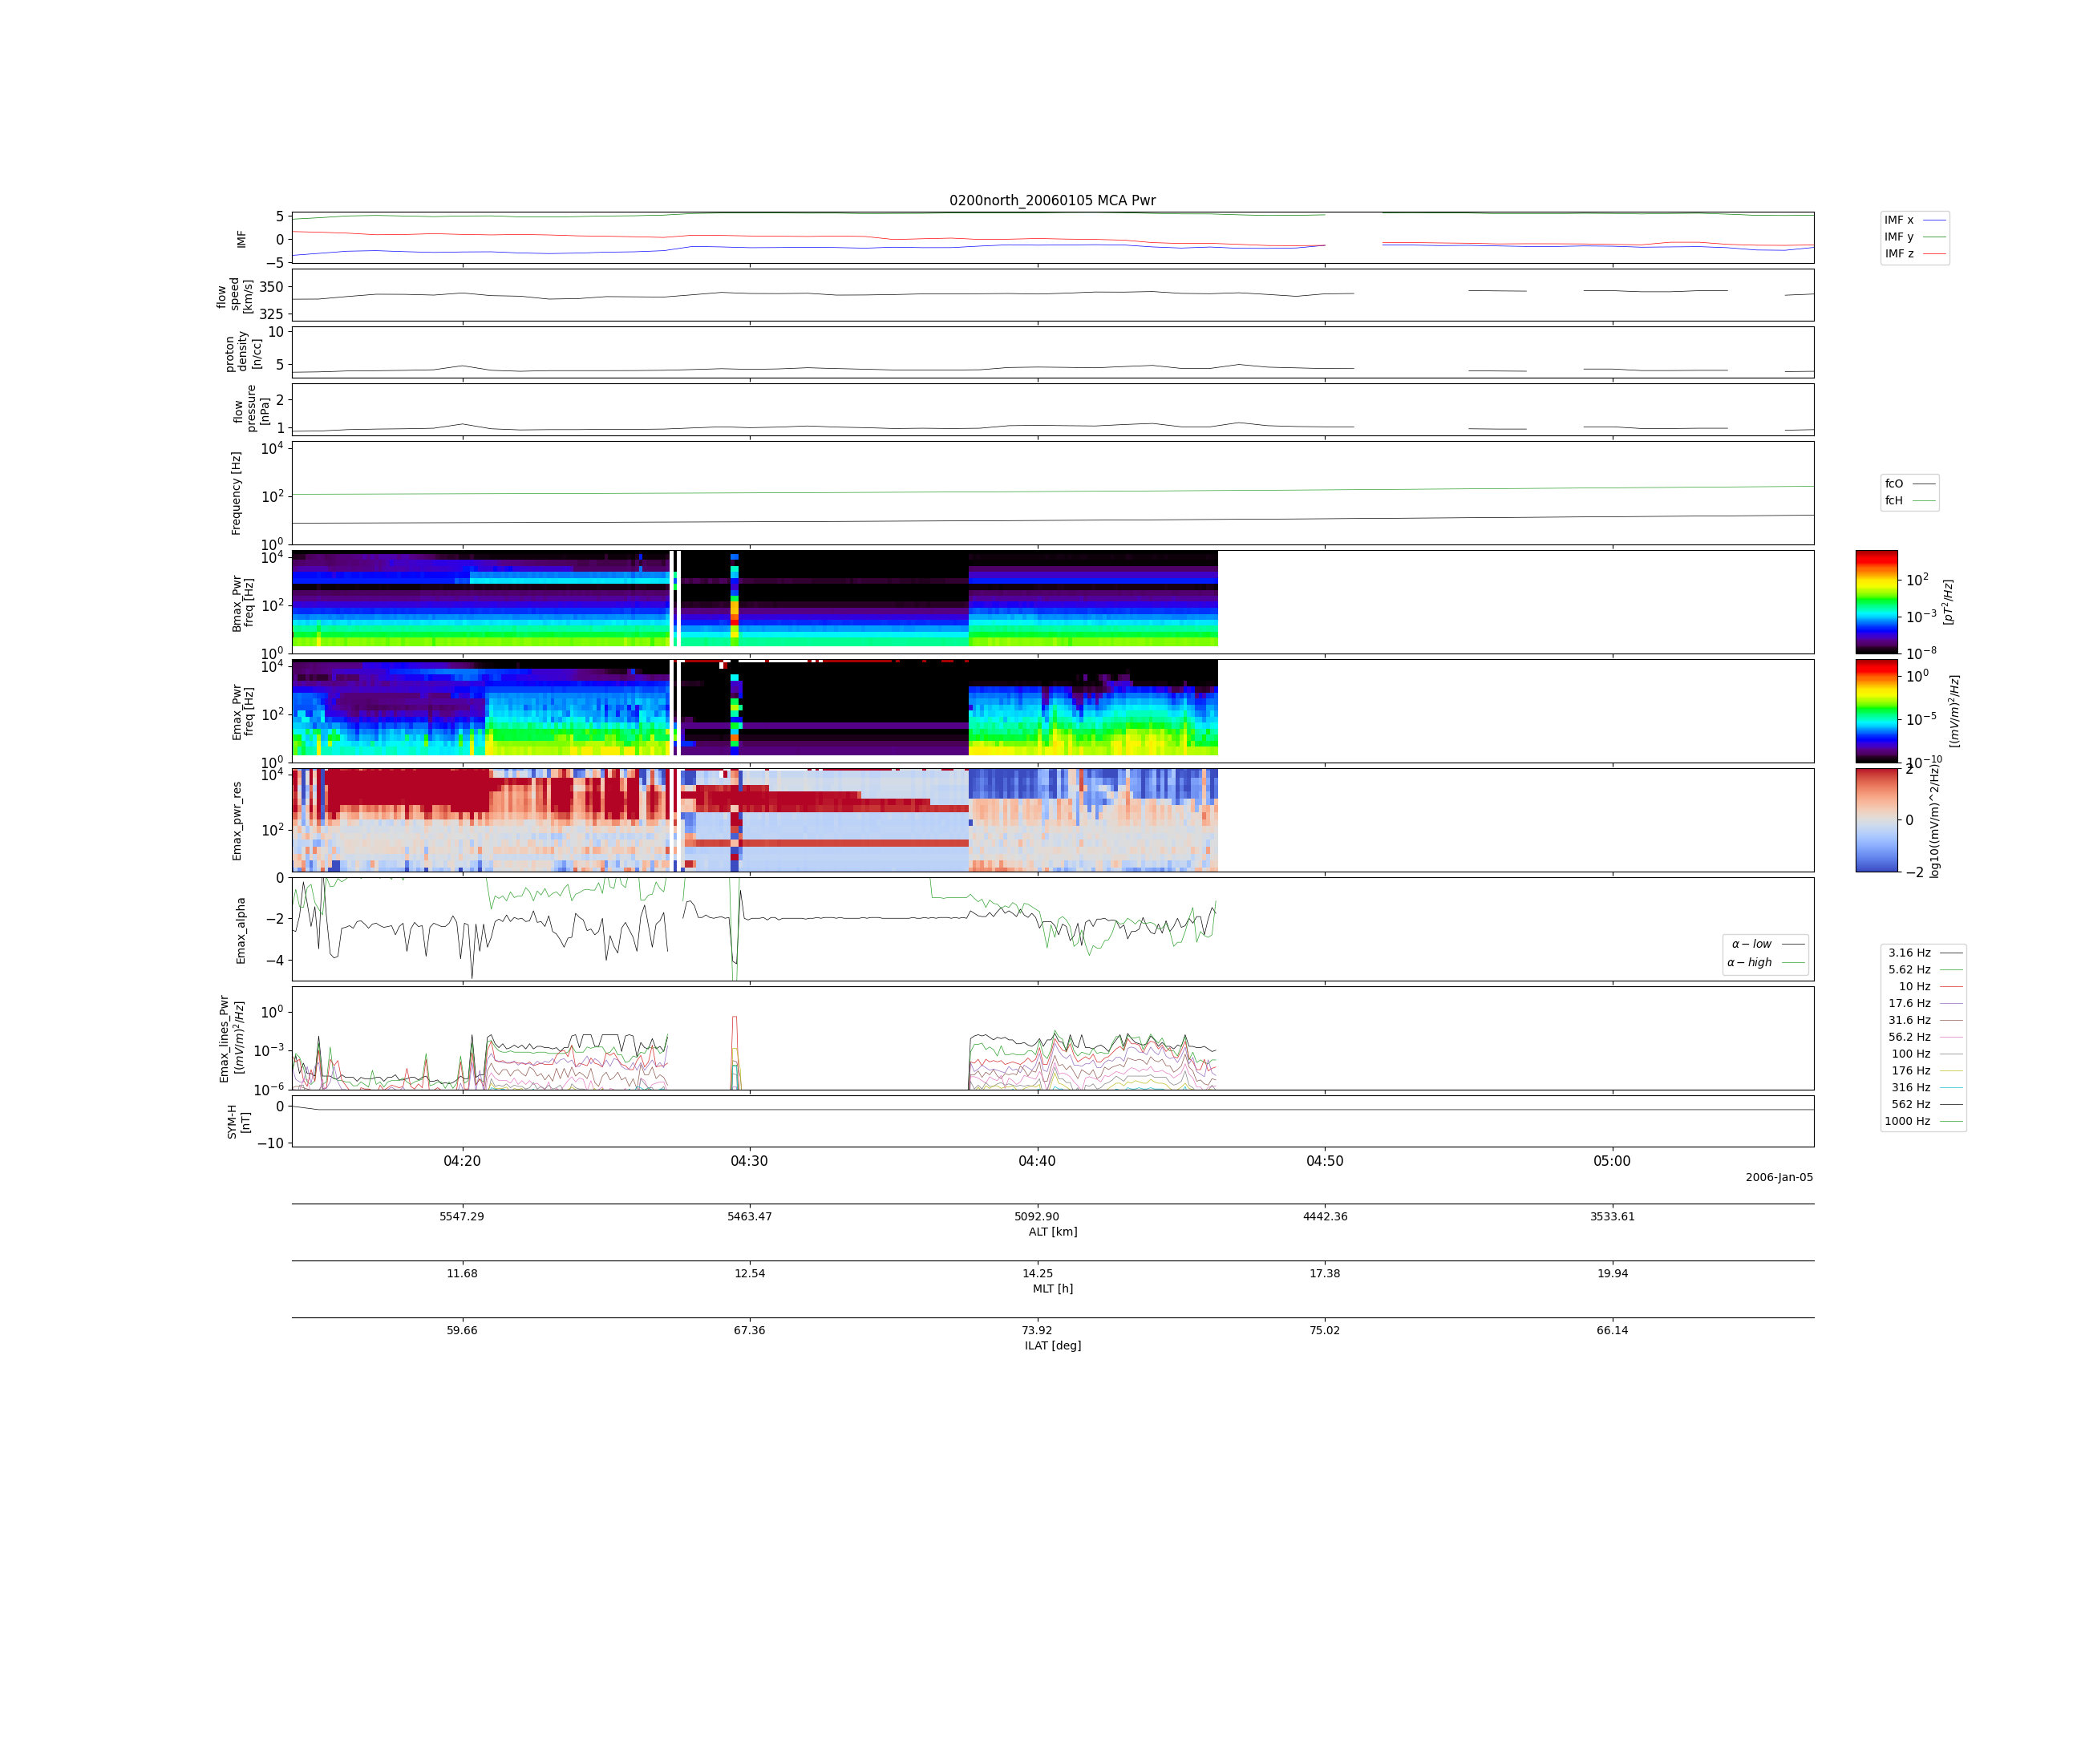 0200north_20060105 MCA Pwr
IMF
5
0
−5
IMF x
IMF y
IMF z
flow
speed
[km/s]
350
325
proton
density
[n/cc]
10
5
flow
pressure
[nPa]
2
1
Frequency [Hz]
10^4
10^2
10^0
fcO
fcH
Bmax_Pwr
freq [Hz]
10^4
10^2
10^0
10^2
10^−3
10^−8
[pT^2/Hz]
Emax_Pwr
freq [Hz]
10^4
10^2
10^0
10^0
10^−5
10^−10
[(mV/m)^2/Hz]
Emax_pwr_res
10^4
10^2
2
0
−2
log10((mV/m)^2/Hz)
Emax_alpha
0
−2
−4
α − low
α − high
Emax_lines_Pwr
[(mV/m)^2/Hz]
10^0
10^−3
10^−6
3.16 Hz
5.62 Hz
10 Hz
17.6 Hz
31.6 Hz
56.2 Hz
100 Hz
176 Hz
316 Hz
562 Hz
1000 Hz
SYM-H
[nT]
0
−10
04:20 04:30 04:40 04:50 05:00
2006-Jan-05
5547.29 5463.47 5092.90 4442.36 3533.61
ALT [km]
11.68 12.54 14.25 17.38 19.94
MLT [h]
59.66 67.36 73.92 75.02 66.14
ILAT [deg]